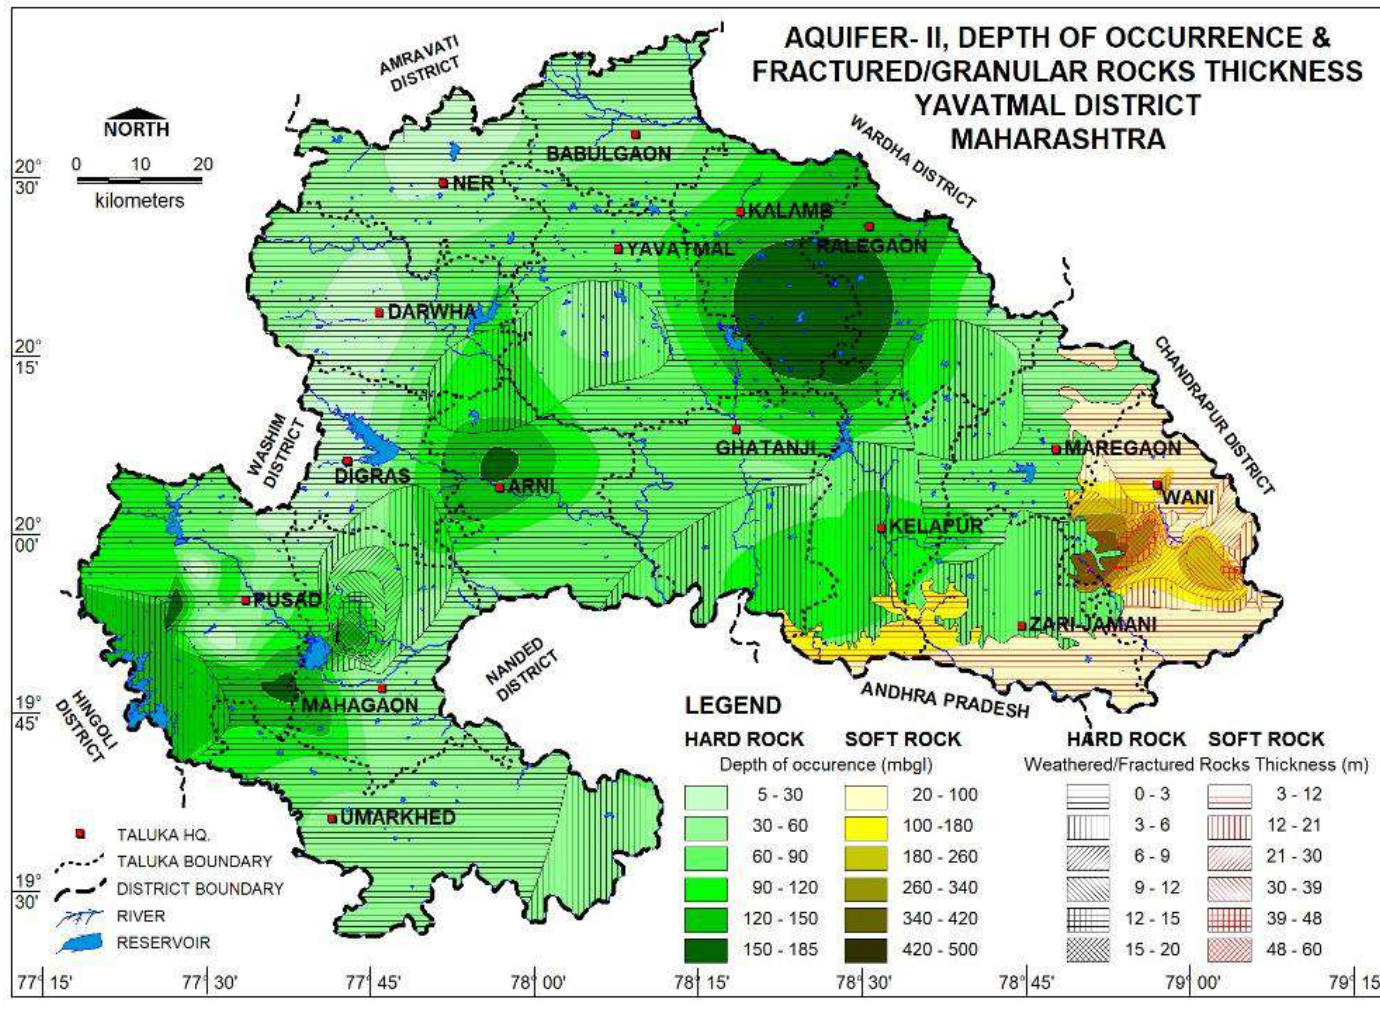 AQUIFER- II, DEPTH OF OCCURRENCE &
FRACTURED/GRANULAR ROCKS THICKNESS
YAVATMAL DISTRICT
MAHARASHTRA
AMRAVATI
DISTRICT
NORTH
0 10 20
kilometers
WARDHA DISTRICT
BABULGAON
NER
KALAMB
YAVATMAL
RALEGAON
DARWHA
CHANDRAPUR DISTRICT
WASHIM
DISTRICT
GHATANJI
MAREGAON
DIGRAS
ARNI
WANI
KELAPUR
PUSAD
ZARI-JAMANI
NANDED
DISTRICT
MAHAGAON
ANDHRA PRADESH
HINGOLI
DISTRICT
UMARKHED
20°
30'
20°
15'
20°
00'
19°
45'
19°
30'
TALUKA HQ.
TALUKA BOUNDARY
DISTRICT BOUNDARY
RIVER
RESERVOIR
LEGEND
HARD ROCK SOFT ROCK
Depth of occurence (mbgl)
5 - 30 20 - 100
30 - 60 100 -180
60 - 90 180 - 260
90 - 120 260 - 340
120 - 150 340 - 420
150 - 185 420 - 500
HARD ROCK SOFT ROCK
Weathered/Fractured Rocks Thickness (m)
0 - 3 3 - 12
3 - 6 12 - 21
6 - 9 21 - 30
9 - 12 30 - 39
12 - 15 39 - 48
15 - 20 48 - 60
77° 15' 77° 30' 77° 45' 78° 00' 78° 15' 78° 30' 78° 45' 79° 00' 79° 15'